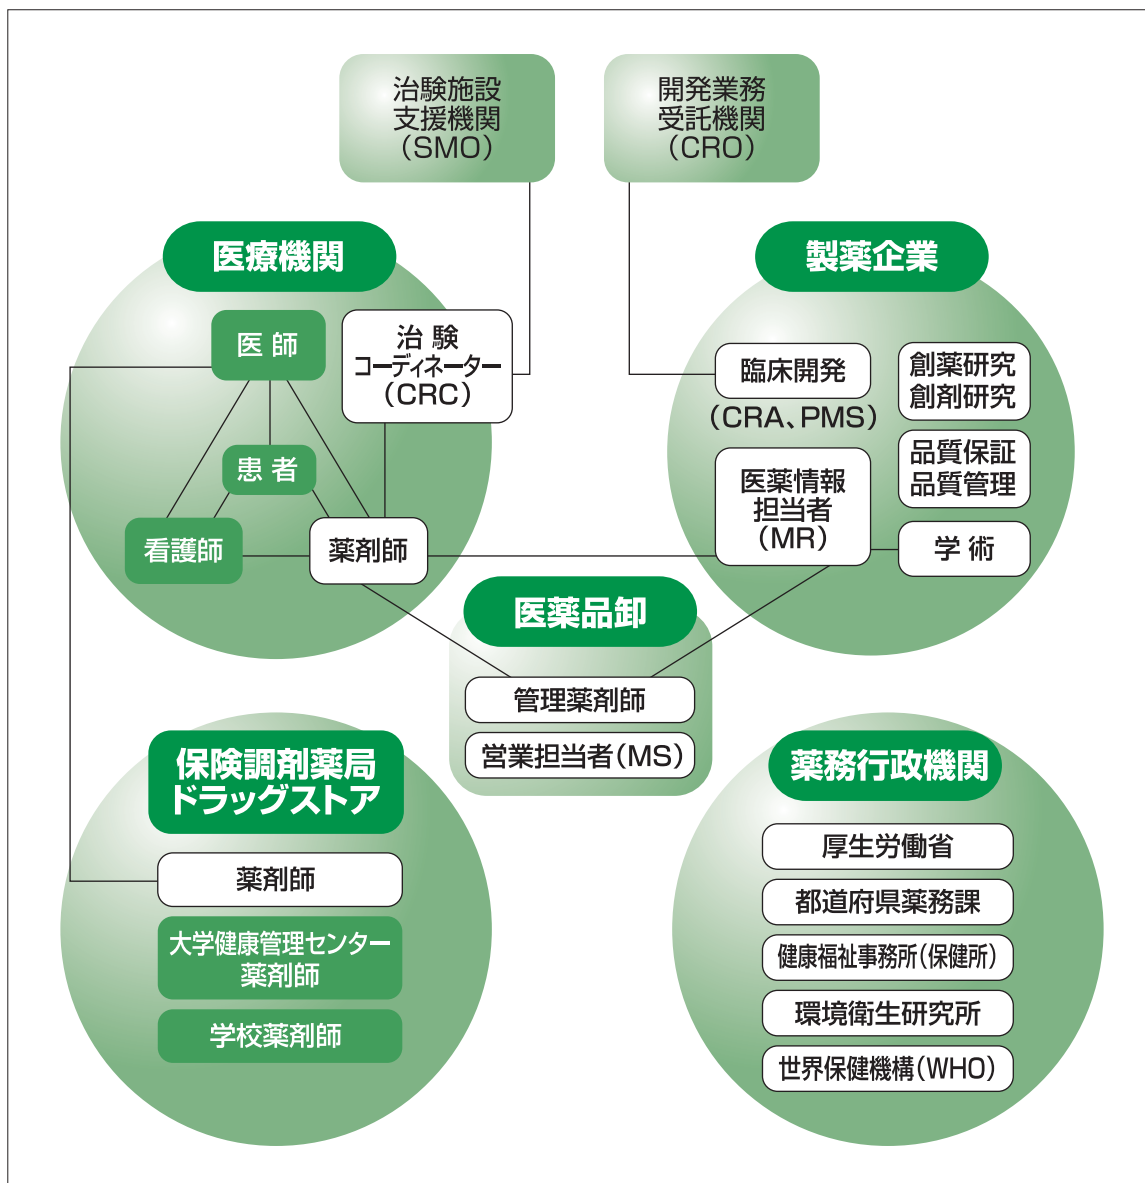 治験施設
支援機関
（SMO）
開発業務
受託機関
（CRO）
医療機関
医師
治験
コーディネーター
（CRC）
患者
看護師
薬剤師
製薬企業
臨床開発
（CRA、PMS）
創薬研究
創剤研究
品質保証
品質管理
医薬情報
担当者
（MR）
学術
医薬品卸
管理薬剤師
営業担当者（MS）
保険調剤薬局
ドラッグストア
薬剤師
大学健康管理センター
薬剤師
学校薬剤師
薬務行政機関
厚生労働省
都道府県薬務課
健康福祉事務所（保健所）
環境衛生研究所
世界保健機構（WHO）